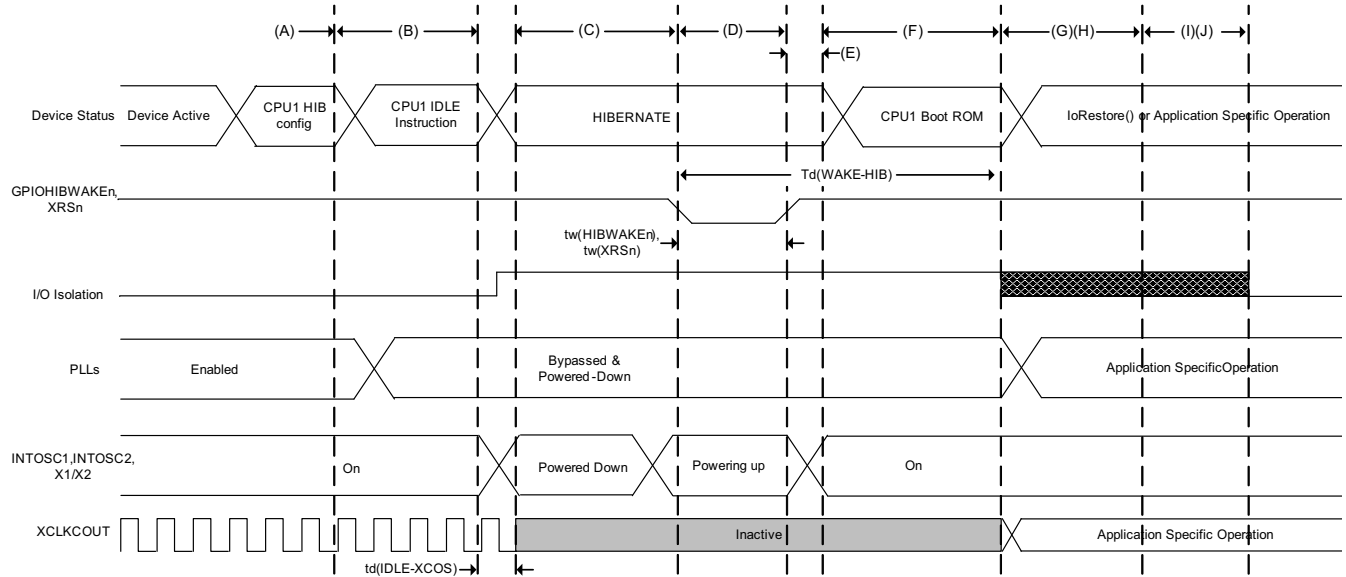 (A)
(B)
(C)
(D)
(E)
(F)
(G)(H)
(I)(J)
Device Status
Device Active
CPU1 HIB
config
CPU1 IDLE
Instruction
HIBERNATE
CPU1 Boot ROM
IoRestore() or Application Specific Operation
Td(WAKE-HIB)
GPIOHIBWAKEn,
XRSn
tw(HIBWAKEn),
tw(XRSn)
I/O Isolation
PLLs
Enabled
Bypassed &
Powered-Down
Application SpecificOperation
INTOSC1,INTOSC2,
X1/X2
On
Powered Down
Powering up
On
XCLKCOUT
Inactive
Application Specific Operation
td(IDLE-XCOS)